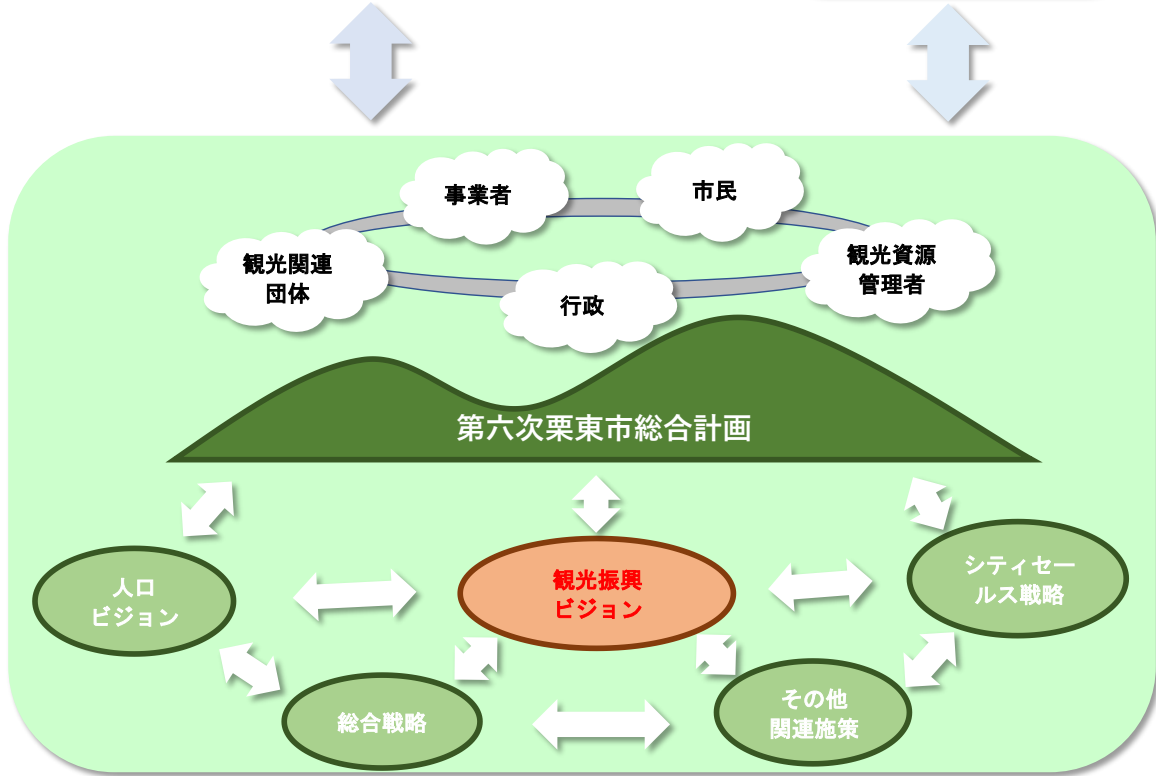 事業者
市民
観光関連
団体
観光資源
管理者
行政
第六次栗東市総合計画
人口
ビジョン
観光振興
ビジョン
シティセー
ルス戦略
総合戦略
その他
関連施策